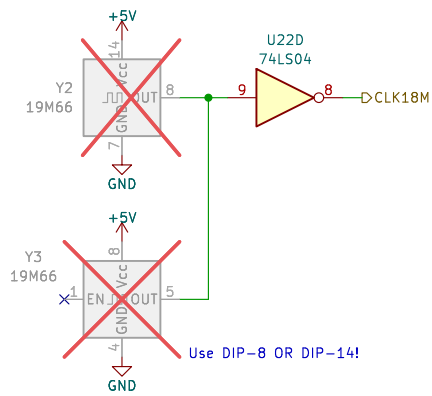 +5V
14
Vcc
Y2
19M66
OUT
8
GND
7
GND
U22D
74LS04
9
8
CLK18M
+5V
8
Vcc
Y3
19M66
1
EN
OUT
5
GND
4
GND
Use DIP-8 OR DIP-14!